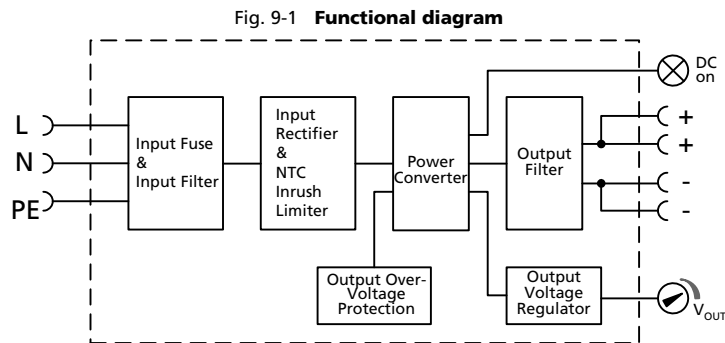 Fig. 9-1 Functional diagram
DC
on
L
N
PE
Input Fuse
&
Input Filter
Input
Rectifier
&
NTC
Inrush
Limiter
Power
Converter
Output
Filter
+
+
-
-
Output Over-
Voltage
Protection
Output
Voltage
Regulator
VOUT